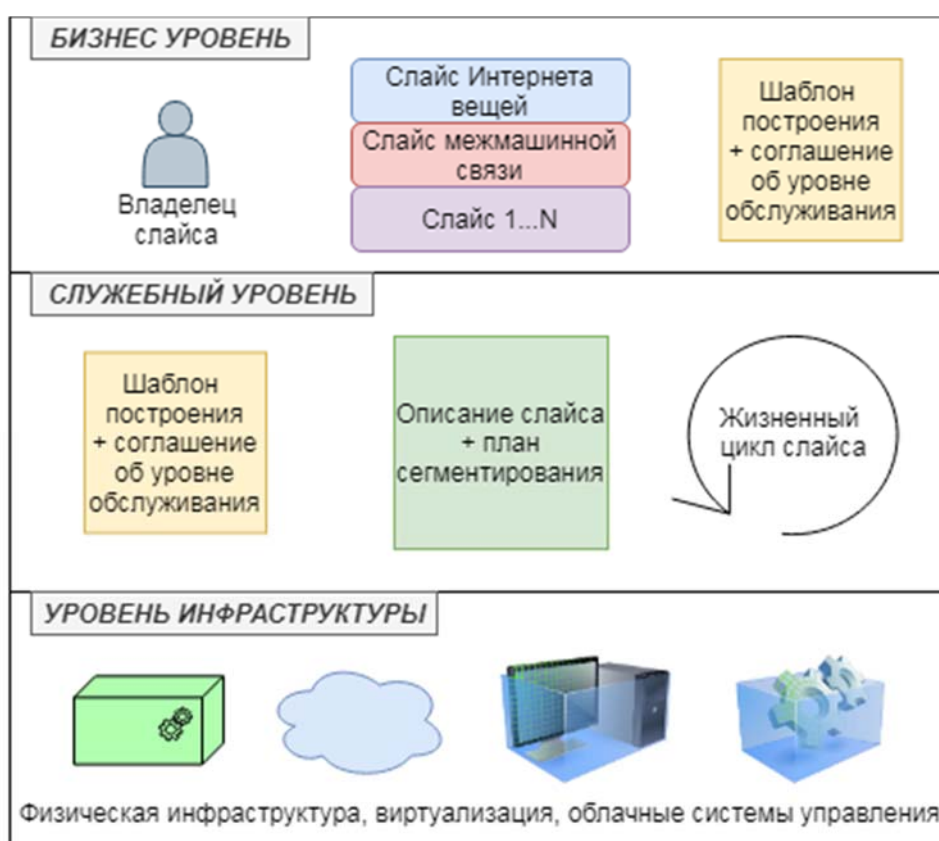 БИЗНЕС УРОВЕНЬ
Владелец
слайса
Слайс Интернета
вещей
Слайс межмашинной
связи
Слайс 1...N
Шаблон
построения
+ соглашение
об уровне
обслуживания
СЛУЖЕБНЫЙ УРОВЕНЬ
Шаблон
построения
+ соглашение
об уровне
обслуживания
Описание слайса
+ план
сегментирования
Жизненный
цикл слайса
УРОВЕНЬ ИНФРАСТРУКТУРЫ
Физическая инфраструктура, виртуализация, облачные системы управления